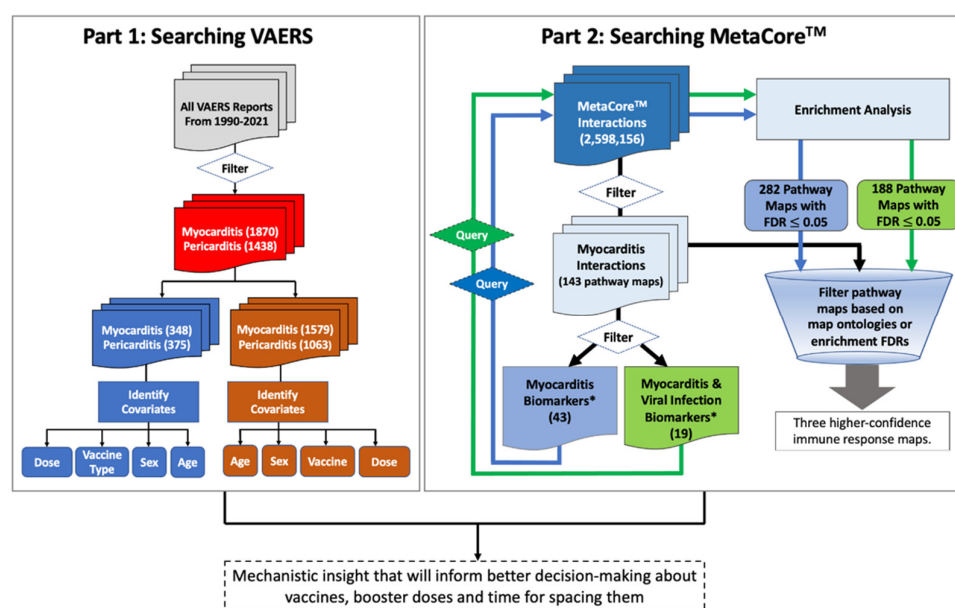 Part 1: Searching VAERS
All VAERS Reports
From 1990-2021
Filter
Myocarditis (1870)
Pericarditis (1438)
Myocarditis (348)
Pericarditis (375)
Myocarditis (1579)
Pericarditis (1063)
Identify
Covariates
Identify
Covariates
Dose
Vaccine
Type
Sex
Age
Age
Sex
Vaccine
Dose
Part 2: Searching MetaCore™
MetaCore™
Interactions
(2,598,156)
Enrichment Analysis
Filter
282 Pathway
Maps with
FDR ≤ 0.05
188 Pathway
Maps with
FDR ≤ 0.05
Query
Query
Myocarditis
Interactions
(143 pathway maps)
Filter
Filter pathway
maps based on
map ontologies or
enrichment FDRs
Myocarditis
Biomarkers*
(43)
Myocarditis &
Viral Infection
Biomarkers*
(19)
Three higher-confidence
immune response maps.
Mechanistic insight that will inform better decision-making about
vaccines, booster doses and time for spacing them